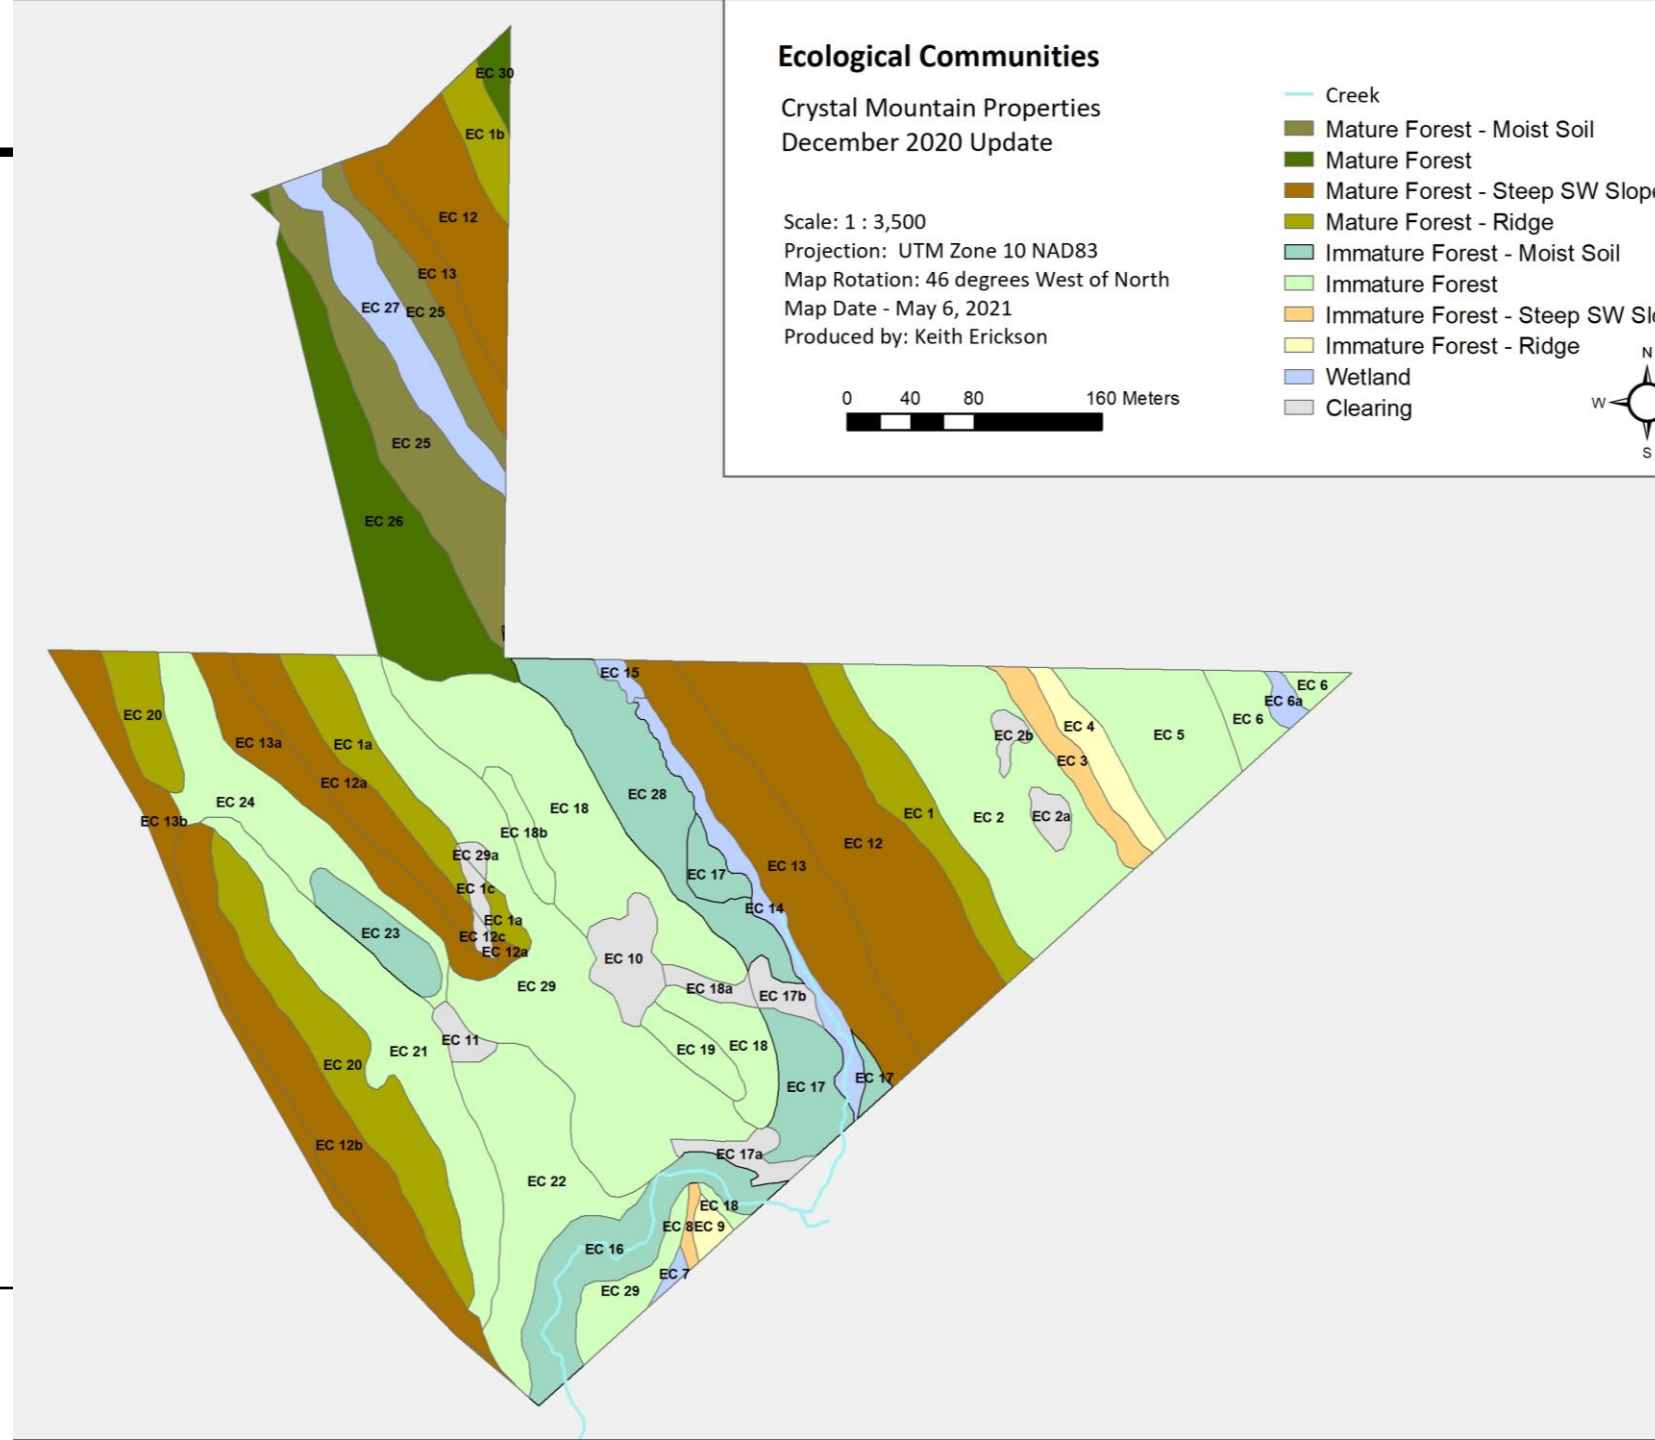 Ecological Communities
Crystal Mountain Properties
December 2020 Update
Scale: 1 : 3,500
Projection: UTM Zone 10 NAD83
Map Rotation: 46 degrees West of North
Map Date - May 6, 2021
Produced by: Keith Erickson
0 40 80 160 Meters
Creek
Mature Forest - Moist Soil
Mature Forest
Mature Forest - Steep SW Slope
Mature Forest - Ridge
Immature Forest - Moist Soil
Immature Forest
Immature Forest - Steep SW Slo
Immature Forest - Ridge
Wetland
Clearing
N
W
S
EC 30
EC 1b
EC 12
EC 13
EC 27
EC 25
EC 25
EC 26
EC 15
EC 6
EC 6a
EC 6
EC 20
EC 4
EC 5
EC 2b
EC 13a
EC 1a
EC 3
EC 12a
EC 28
EC 24
EC 18
EC 1
EC 2
EC 2a
EC 13b
EC 18b
EC 12
EC 29a
EC 13
EC 17
EC 1c
EC 14
EC 1a
EC 23
EC 12c
EC 12a
EC 10
EC 29
EC 18a
EC 17b
EC 11
EC 21
EC 19
EC 18
EC 20
EC 17
EC 17
EC 12b
EC 17a
EC 22
EC 18
EC 8
EC 9
EC 16
EC 7
EC 29